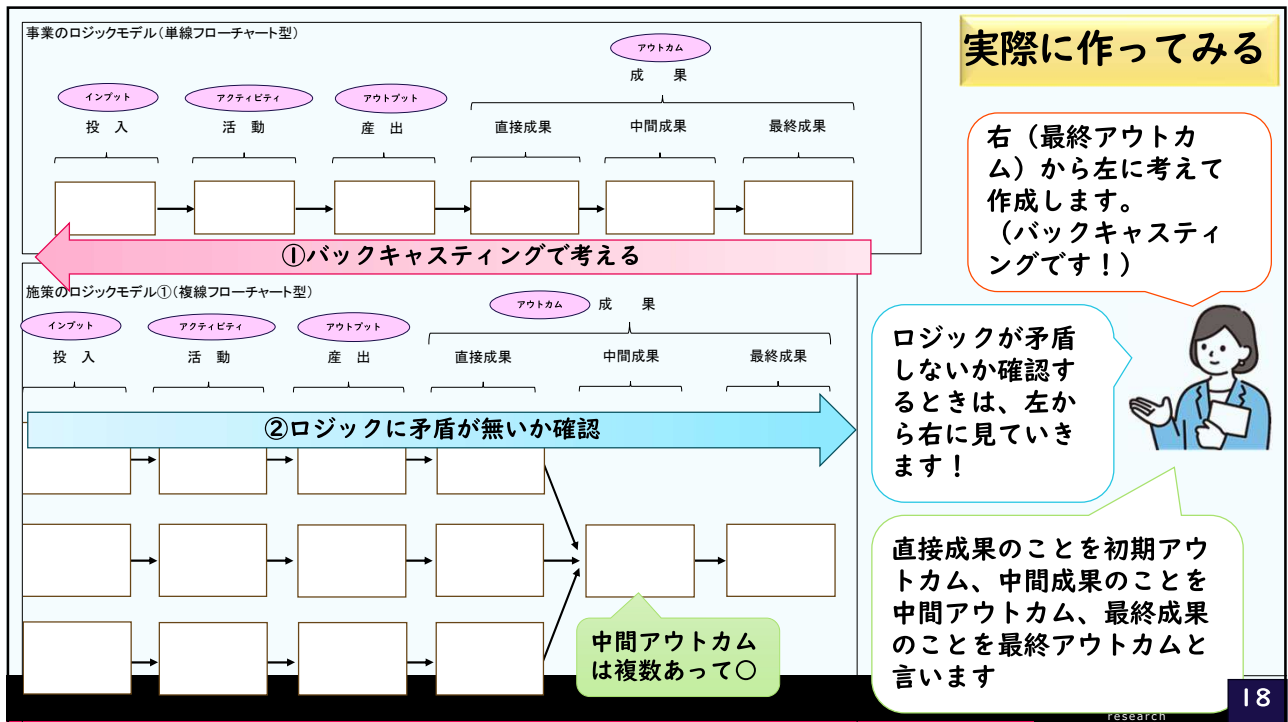 実際に作ってみる
事業のロジックモデル（単線フローチャート型）
アウトカム
成　果
インプット
アクティビティ
アウトプット
投　入
活　動
産　出
直接成果
中間成果
最終成果
①バックキャスティングで考える
施策のロジックモデル①（複線フローチャート型）
アウトカム
成　果
インプット
アクティビティ
アウトプット
投　入
活　動
産　出
直接成果
中間成果
最終成果
②ロジックに矛盾が無いか確認
中間アウトカム
は複数あって〇
右（最終アウトカ
ム）から左に考えて
作成します。
（バックキャスティ
ングです！）
ロジックが矛盾
しないか確認す
るときは、左か
ら右に見ていき
ます！
直接成果のことを初期アウ
トカム、中間成果のことを
中間アウトカム、最終成果
のことを最終アウトカムと
言います
research
18